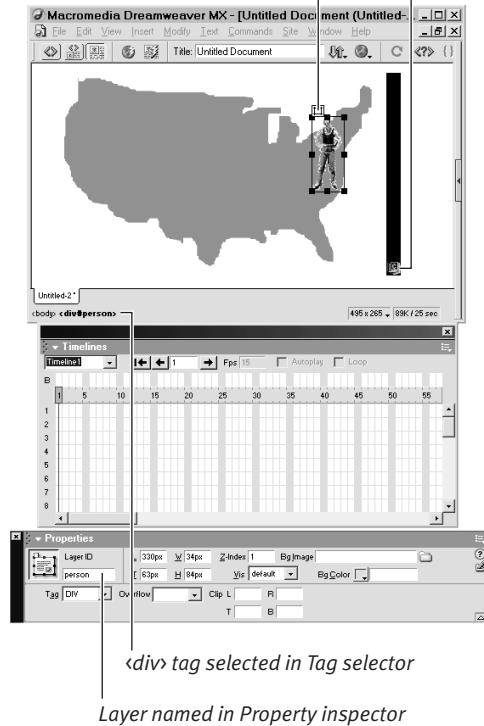 Macromedia Dreamweaver MX - [Untitled Document (Untitled-..
File Edit View Insert Modify Text Commands Site Window Help
Title: Untitled Document
Untitled-2*
<body> <div#person> 495 x 265 89K / 25 sec
Timelines
Timeline1 1 Fps 15 Autoplay Loop
B
1 5 10 15 20 25 30 35 40 45 50 55
1
2
3
4
5
6
7
8
Properties
Layer ID 330px W 34px Z-Index 1 Bg Image
person T 63px H 84px Vis default Bg Color
Tag DIV Overflow Clip L R
T B
<div> tag selected in Tag selector
Layer named in Property inspector